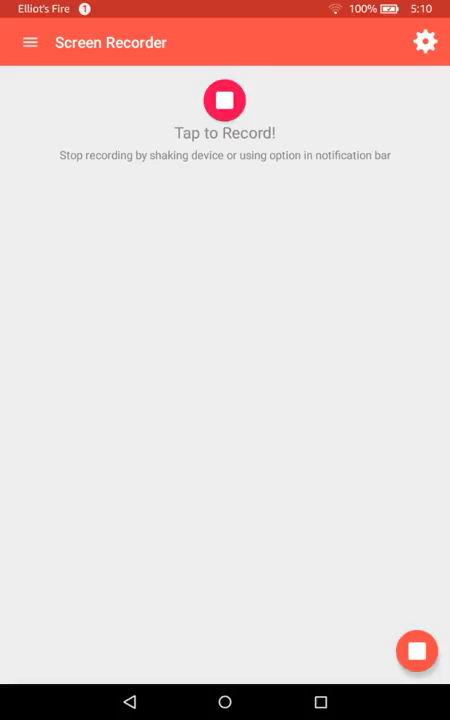 Elliot's Fire 1 100% 5:10
Screen Recorder
Tap to Record!
Stop recording by shaking device or using option in notification bar